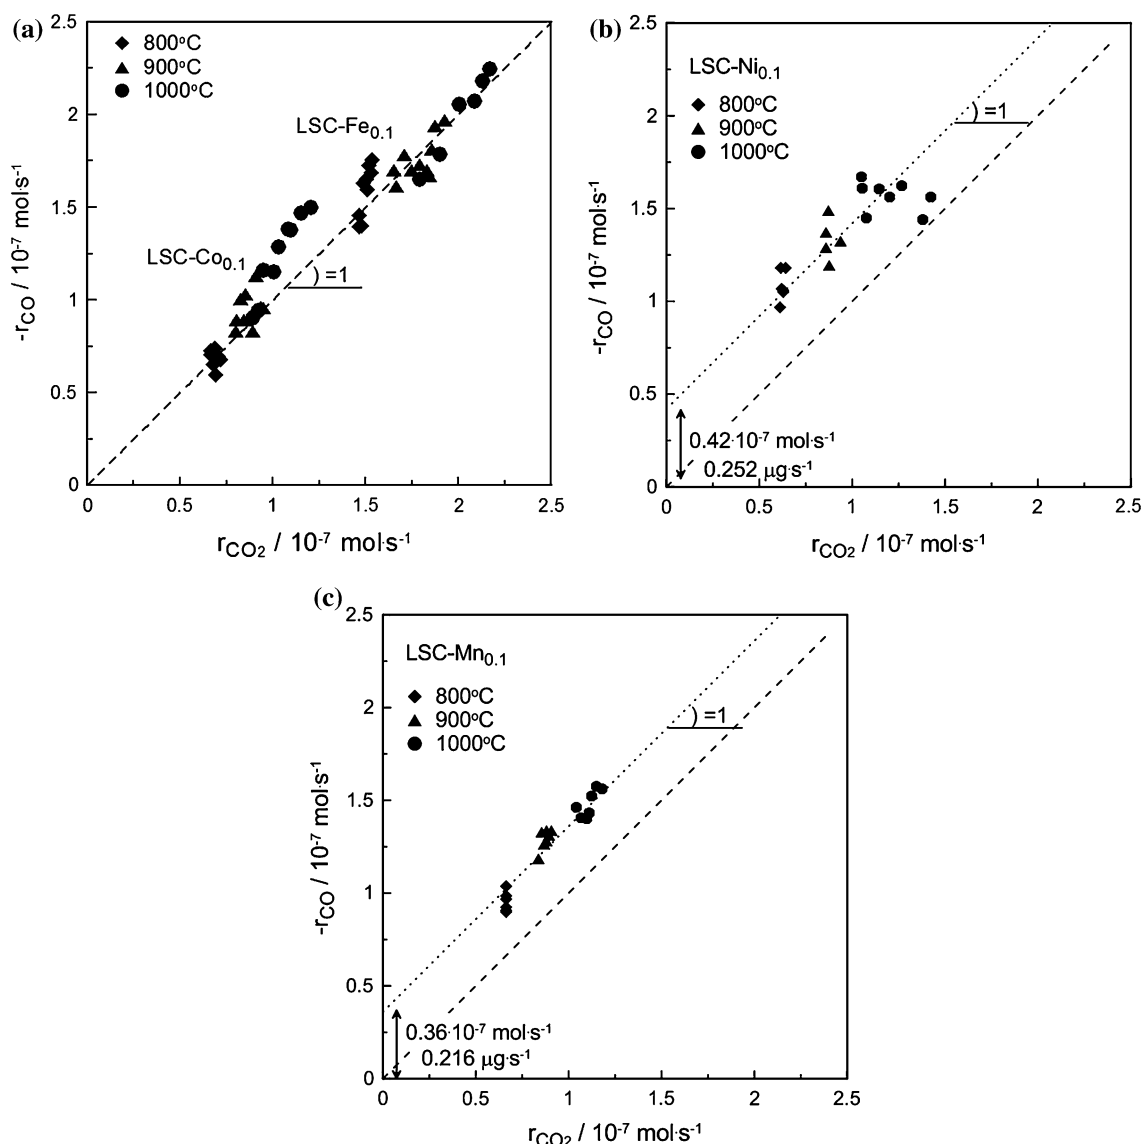 (a)
2.5
2
1.5
1
0.5
0
800°C
900°C
1000°C
LSC-Fe0.1
LSC-Co0.1
) =1
-rCO / 10-7 mol·s-1
0 0.5 1 1.5 2 2.5
rCO2 / 10-7 mol·s-1
(b)
2.5
2
1.5
1
0.5
0
LSC-Ni0.1
800°C
900°C
1000°C
) =1
0.42·10-7 mol·s-1
0.252 μg·s-1
-rCO / 10-7 mol·s-1
0 0.5 1 1.5 2 2.5
rCO2 / 10-7 mol·s-1
(c)
2.5
2
1.5
1
0.5
0
LSC-Mn0.1
800°C
900°C
1000°C
) =1
0.36·10-7 mol·s-1
0.216 μg·s-1
-rCO / 10-7 mol·s-1
0 0.5 1 1.5 2 2.5
rCO2 / 10-7 mol·s-1